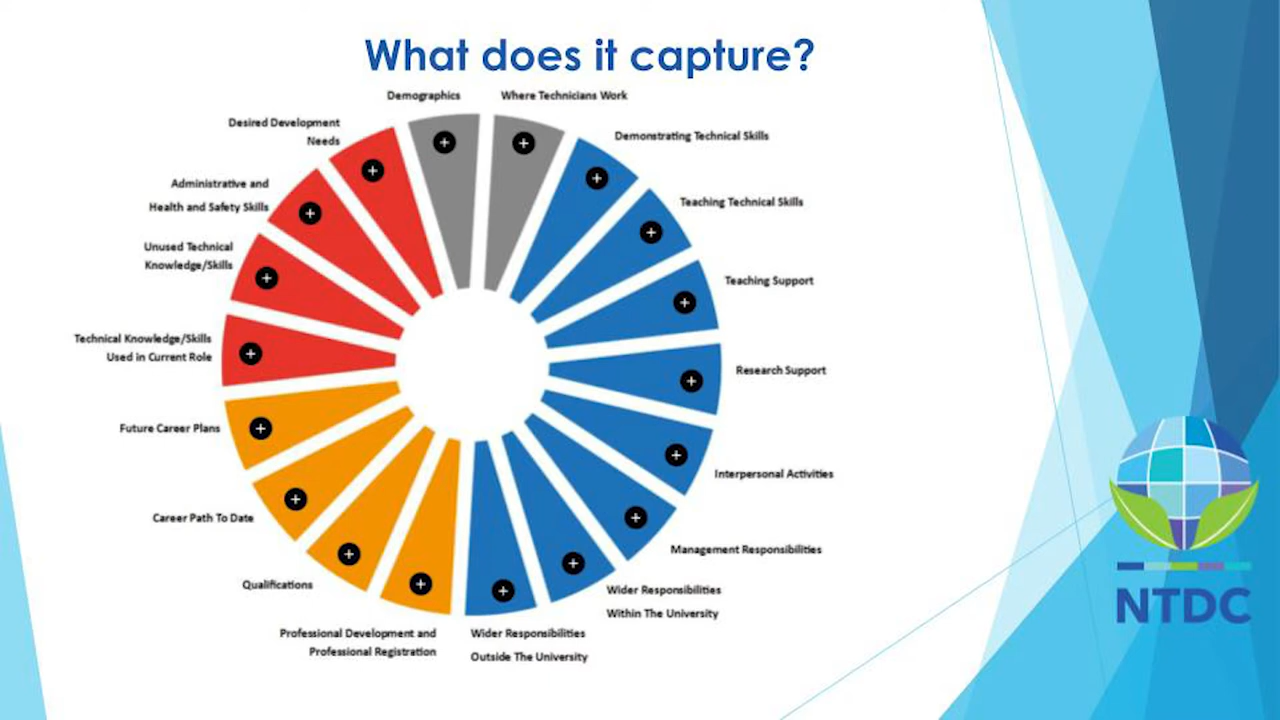 What does it capture?
Demographics
Where Technicians Work
Demonstrating Technical Skills
Teaching Technical Skills
Teaching Support
Research Support
Interpersonal Activities
Management Responsibilities
Wider Responsibilities
Within The University
Wider Responsibilities
Outside The University
Professional Development and
Professional Registration
Qualifications
Career Path To Date
Future Career Plans
Technical Knowledge/Skills
Used in Current Role
Unused Technical
Knowledge/Skills
Administrative and
Health and Safety Skills
Desired Development
Needs
NTDC